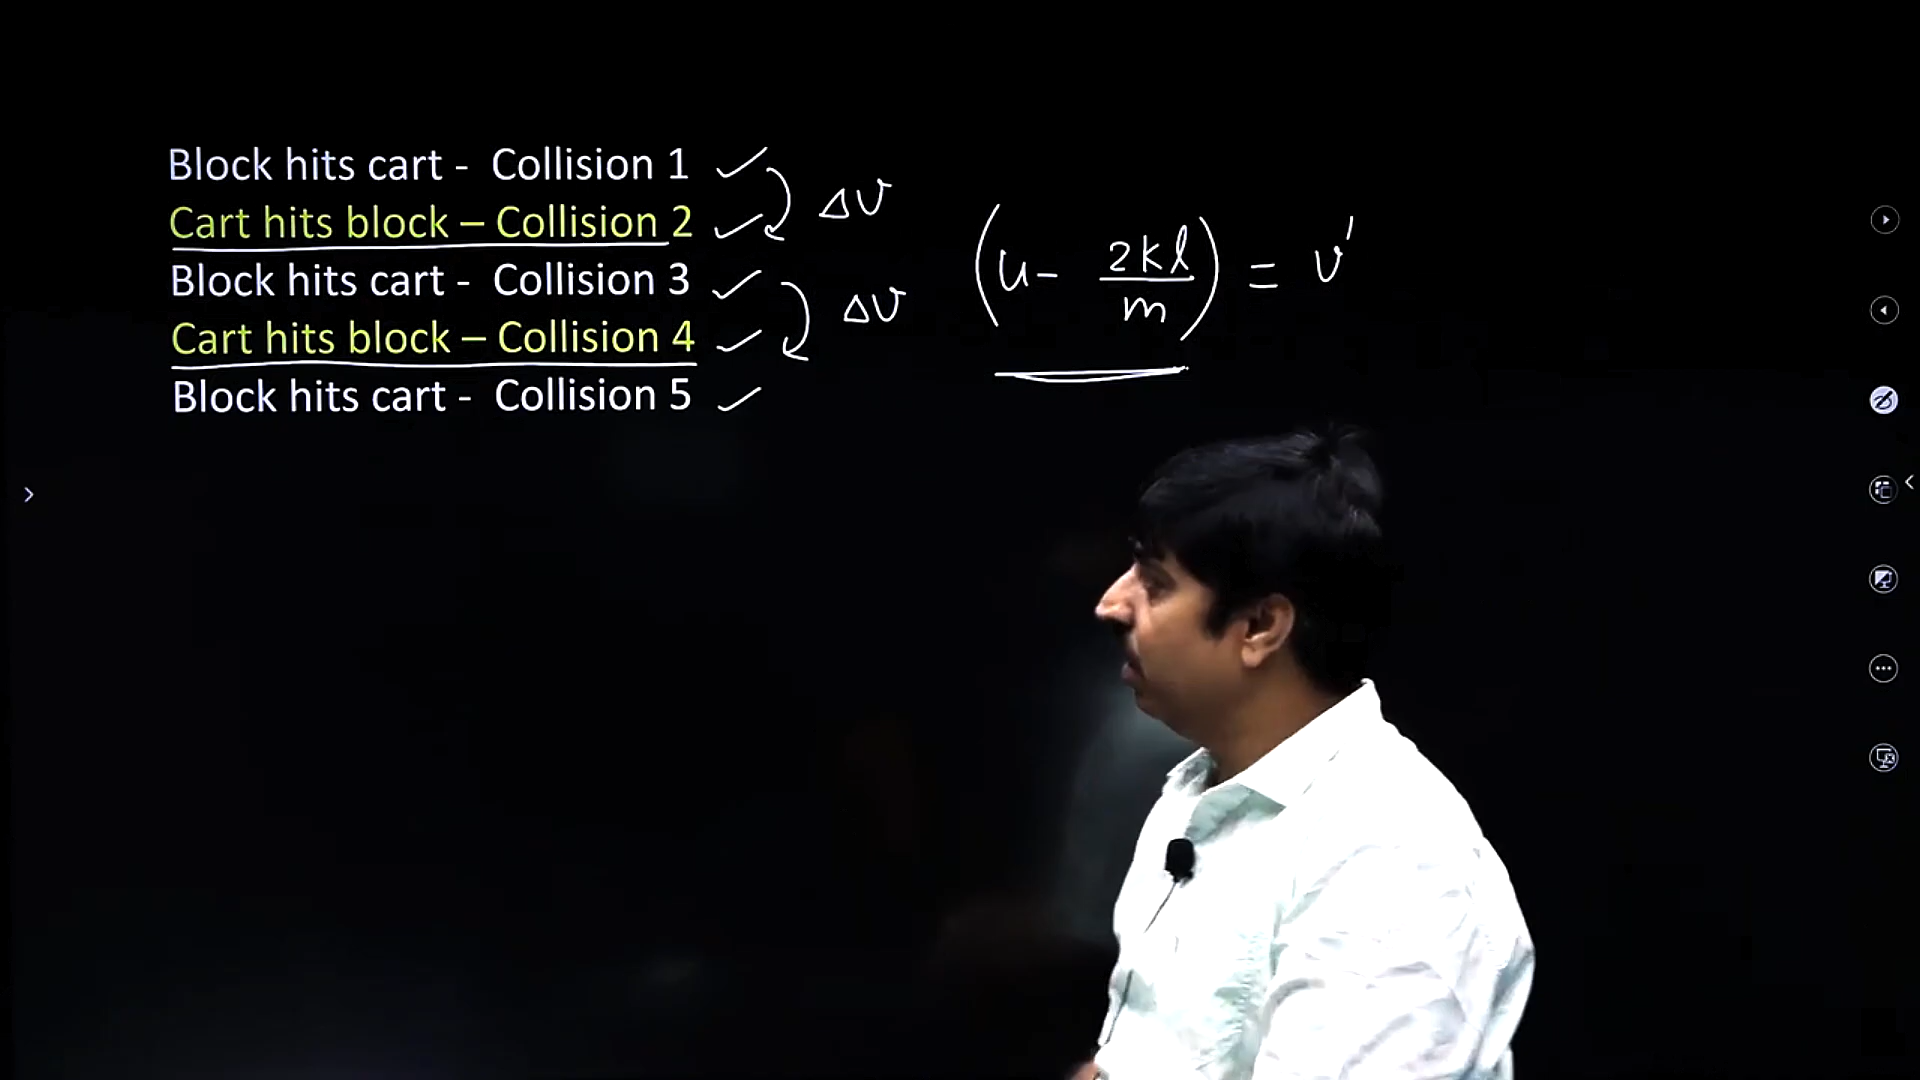 Block hits cart - Collision 1 ✓
Cart hits block – Collision 2 ✓
Block hits cart - Collision 3 ✓
Cart hits block – Collision 4 ✓
Block hits cart - Collision 5 ✓
Δv
Δv
(u - 2kl/m) = v'